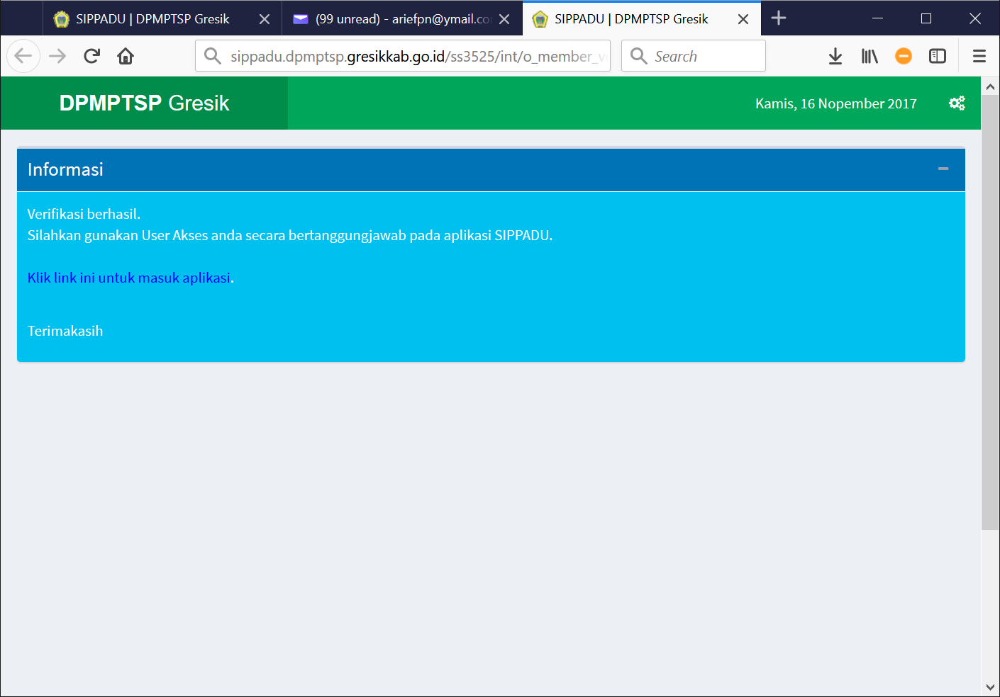 SIPPADU | DPMPTSP Gresik
(99 unread) - ariefpn@ymail.co
SIPPADU | DPMPTSP Gresik
sippadu.dpmptsp.gresikkab.go.id/ss3525/int/o_member_ve
Search
DPMPTSP Gresik
Kamis, 16 Nopember 2017
Informasi
Verifikasi berhasil.
Silahkan gunakan User Akses anda secara bertanggungjawab pada aplikasi SIPPADU.
Klik link ini untuk masuk aplikasi.
Terimakasih